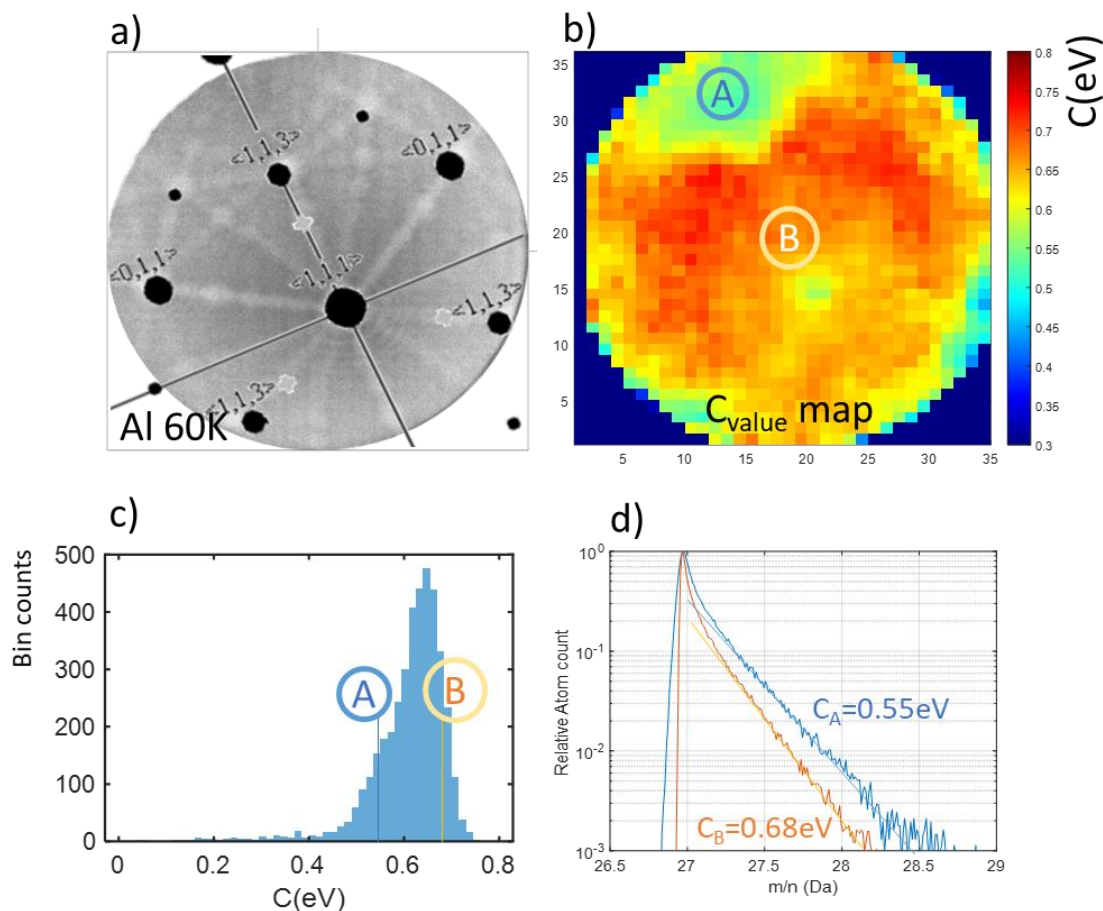 a)
<1,1,3>
<0,1,1>
<0,1,1>
<1,1,1>
<1,1,3>
<1,1,3>
Al 60K
b)
A
B
Cvalue map
35
30
25
20
15
10
5
5 10 15 20 25 30 35
C(eV)
0.8
0.75
0.7
0.65
0.6
0.55
0.5
0.45
0.4
0.35
0.3
c)
Bin counts
500
400
300
200
100
0
A
B
0 0.2 0.4 0.6 0.8
C(eV)
d)
Relative Atom count
10^0
10^-1
10^-2
10^-3
CA=0.55eV
CB=0.68eV
26.5 27 27.5 28 28.5 29
m/n (Da)